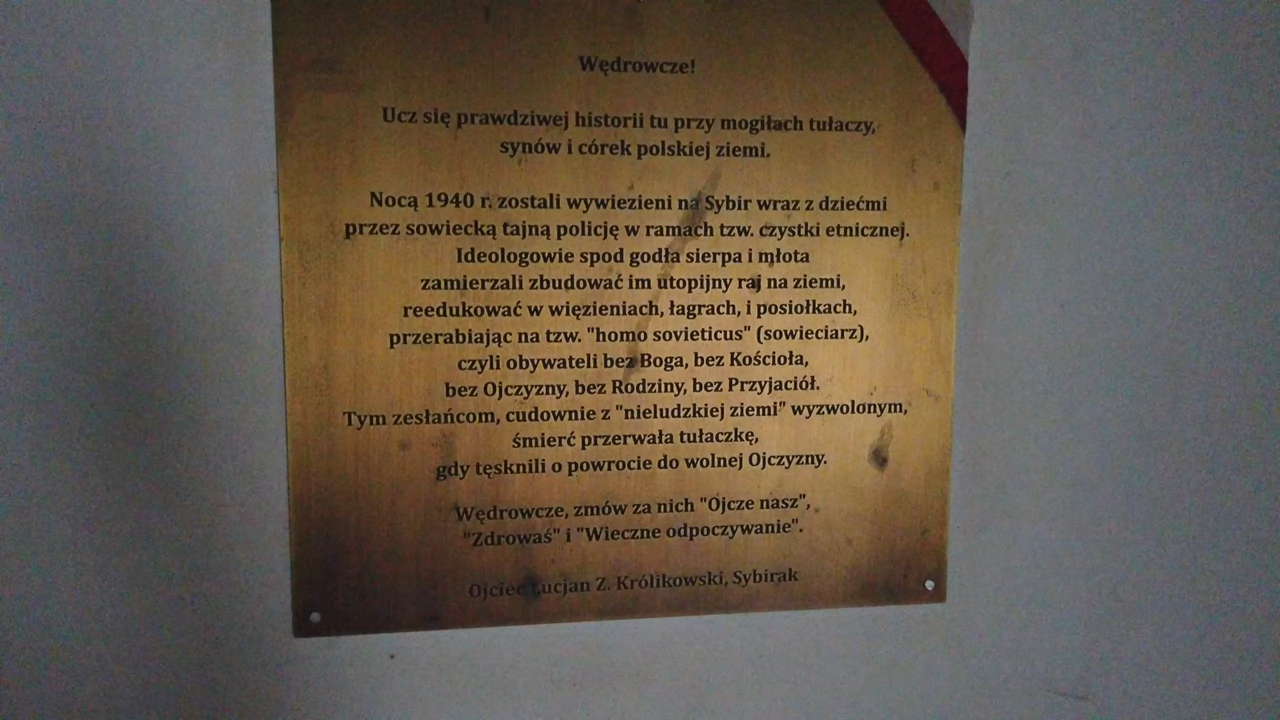 Wędrowcze!
Ucz się prawdziwej historii tu przy mogiłach tułaczy,
synów i córek polskiej ziemi.
Nocą 1940 r. zostali wywiezieni na Sybir wraz z dziećmi
przez sowiecką tajną policję w ramach tzw. czystki etnicznej.
Ideologowie spod godła sierpa i młota
zamierzali zbudować im utopijny raj na ziemi,
reedukować w więzieniach, łagrach, i posiołkach,
przerabiając na tzw. "homo sovieticus" (sowieciarz),
czyli obywateli bez Boga, bez Kościoła,
bez Ojczyzny, bez Rodziny, bez Przyjaciół.
Tym zesłańcom, cudownie z "nieludzkiej ziemi" wyzwolonym,
śmierć przerwała tułaczkę,
gdy tęsknili o powrocie do wolnej Ojczyzny.
Wędrowcze, zmów za nich "Ojcze nasz",
"Zdrowaś" i "Wieczne odpoczywanie".
Ojciec Łucjan Z. Królikowski, Sybirak